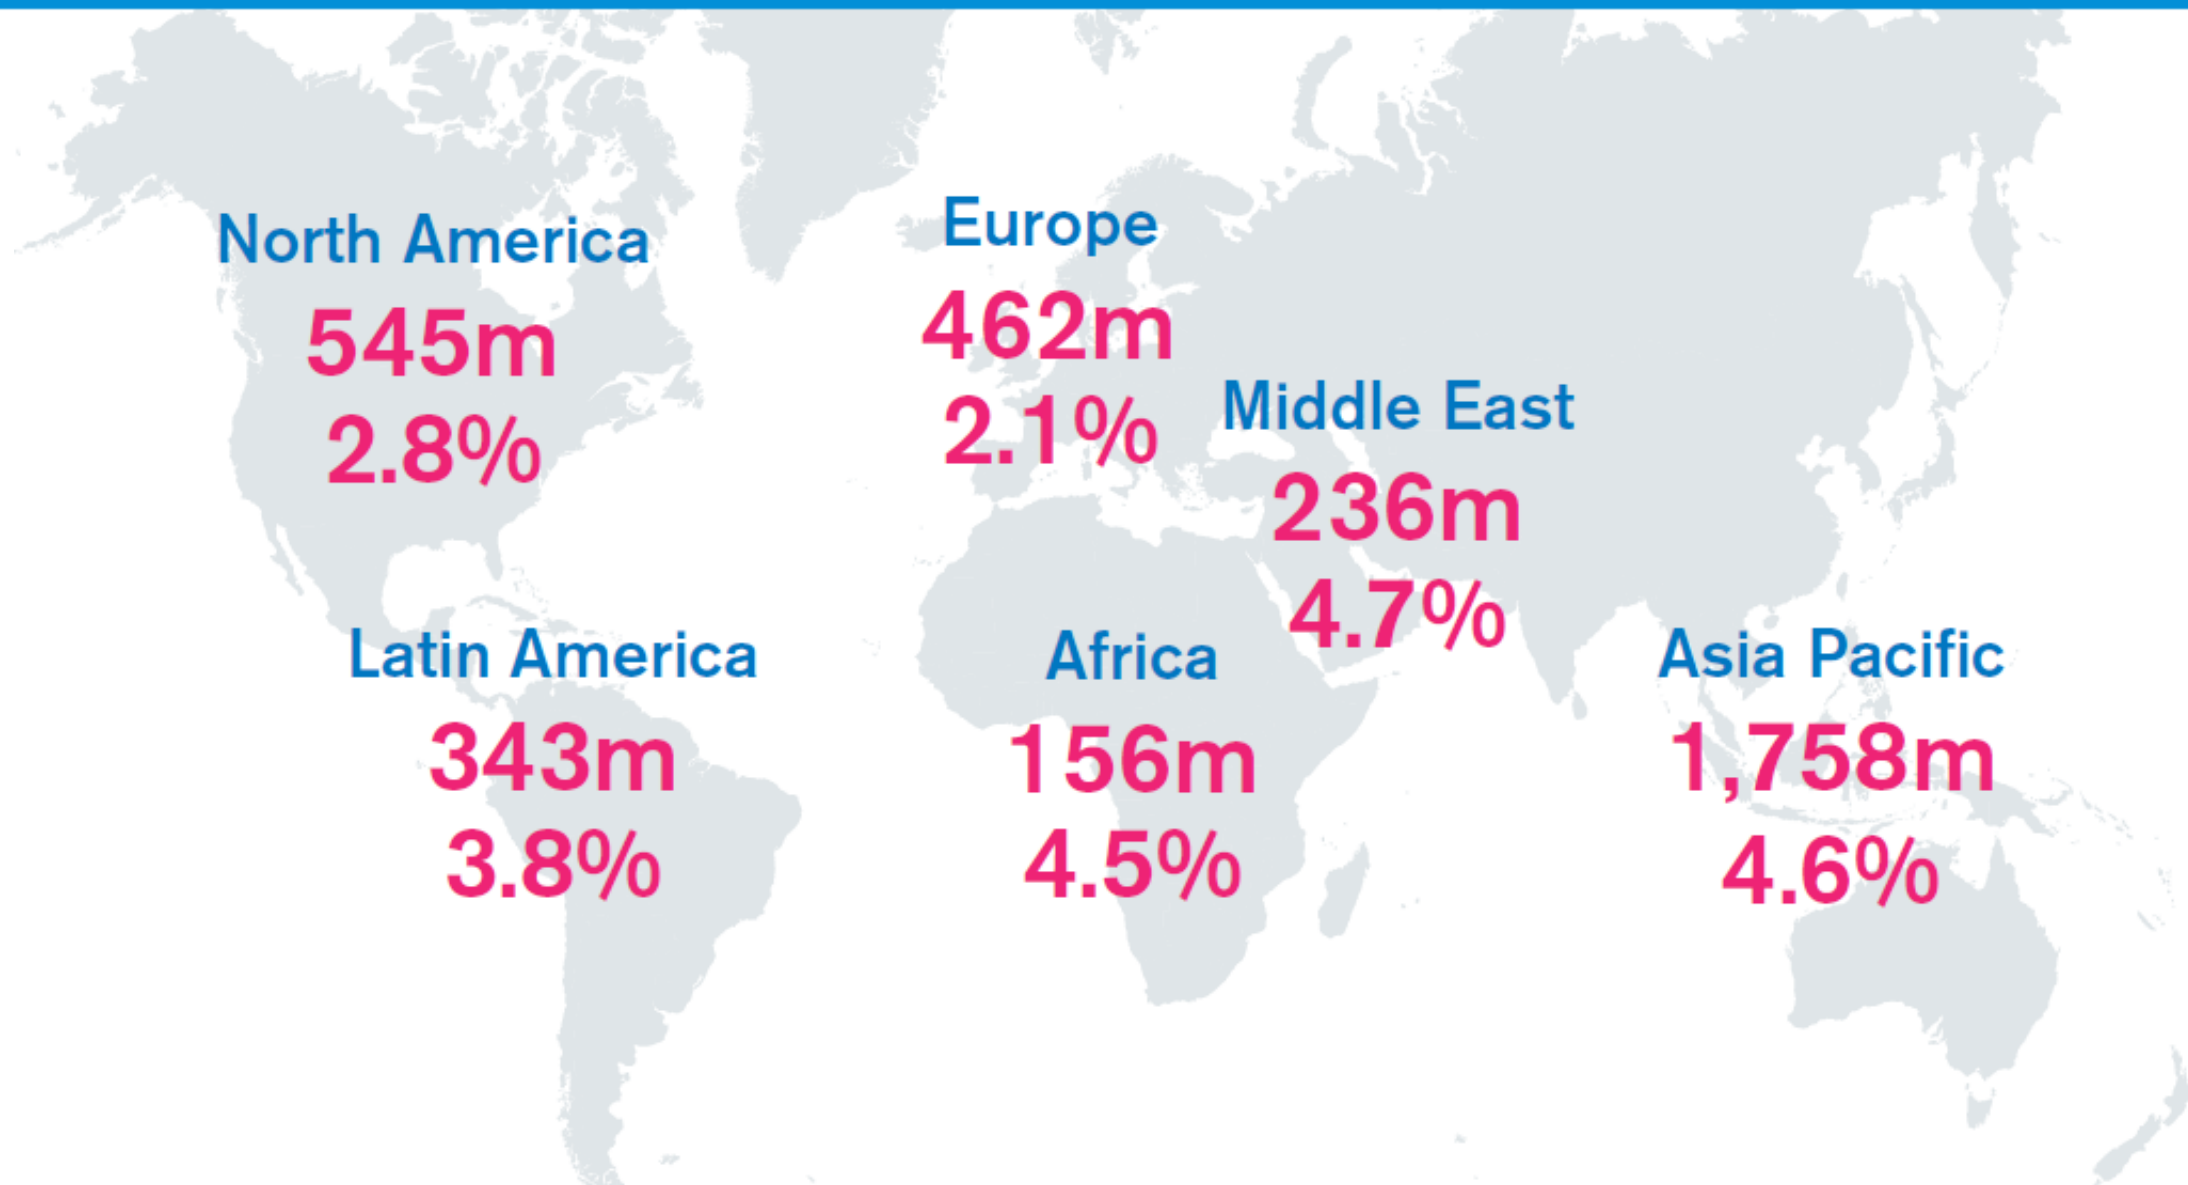 North America
545m
2.8%
Europe
462m
2.1%
Middle East
236m
4.7%
Latin America
343m
3.8%
Africa
156m
4.5%
Asia Pacific
1,758m
4.6%